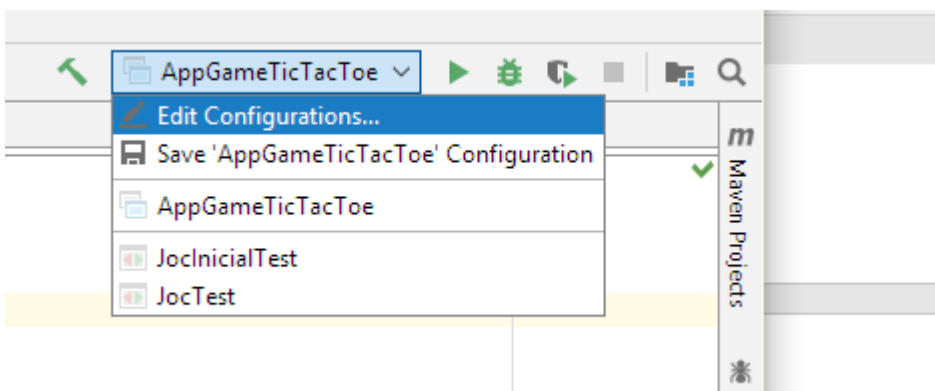 AppGameTicTacToe
Edit Configurations...
Save 'AppGameTicTacToe' Configuration
AppGameTicTacToe
JocInicialTest
JocTest
m
Maven Projects